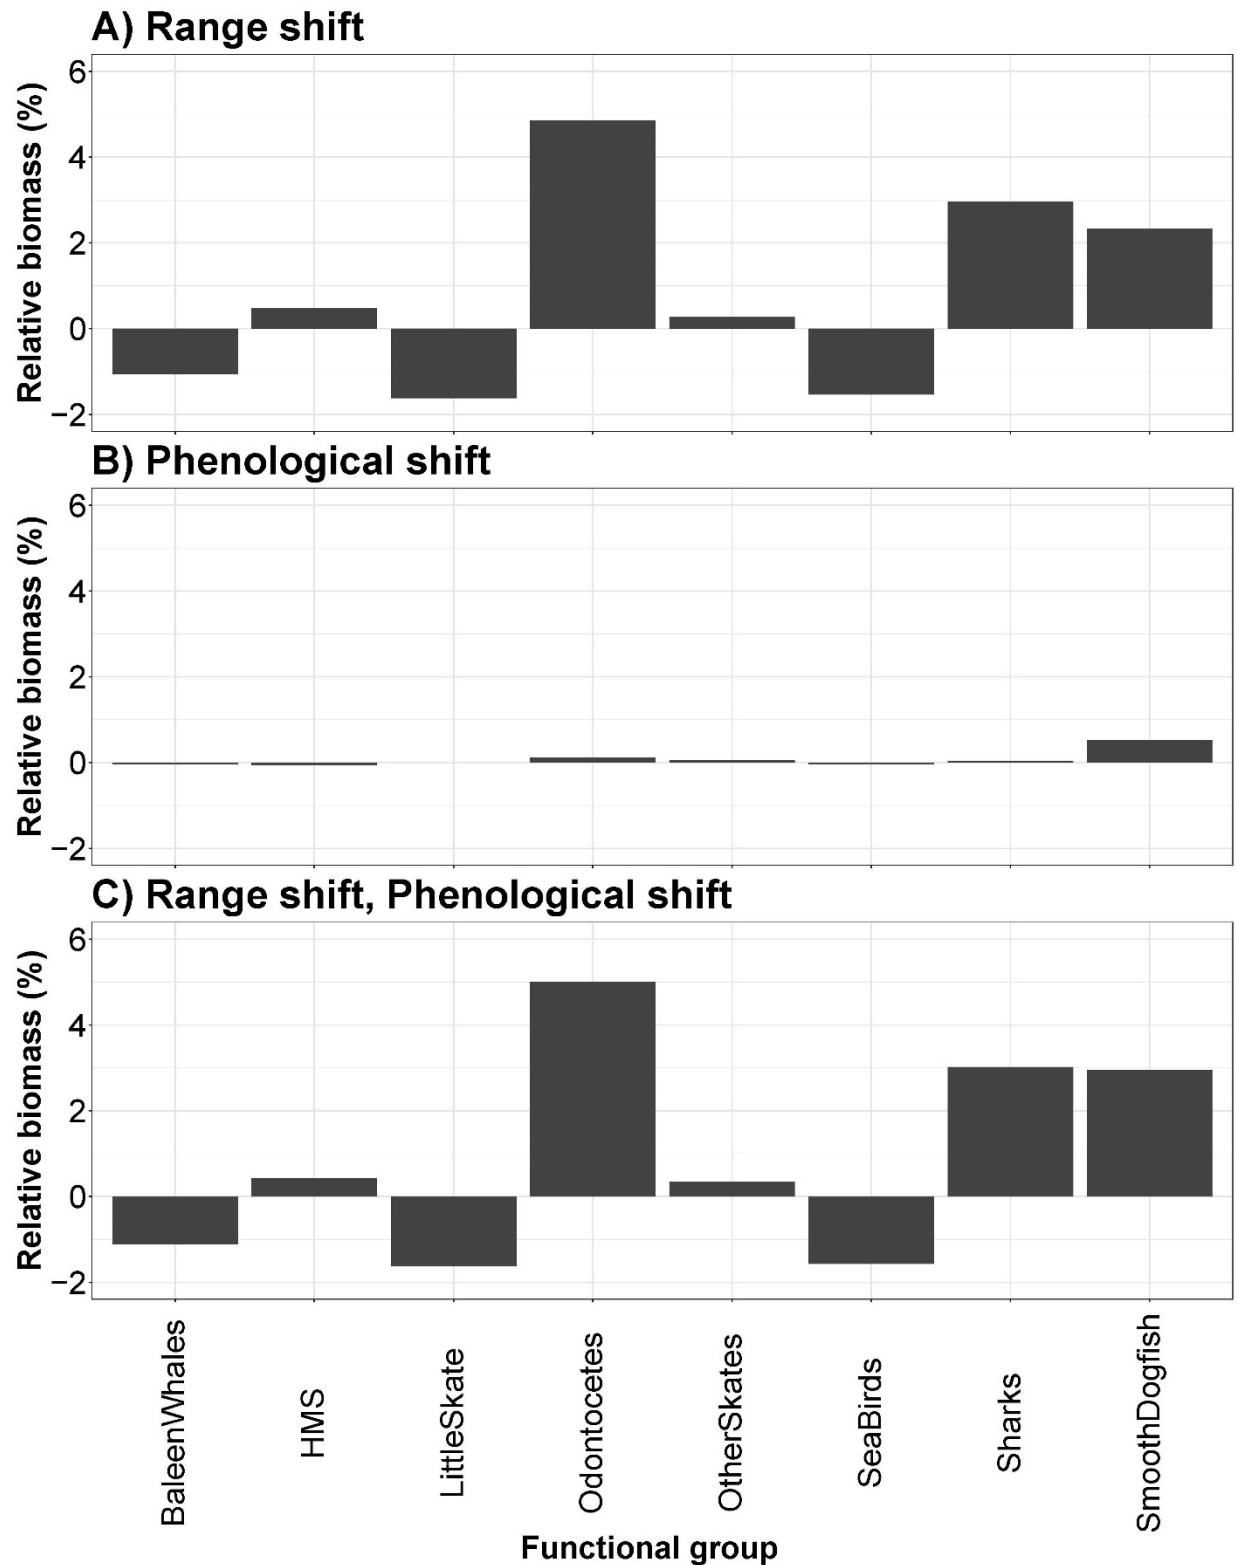 A) Range shift
Relative biomass (%)
6
4
2
0
−2
B) Phenological shift
Relative biomass (%)
6
4
2
0
−2
C) Range shift, Phenological shift
Relative biomass (%)
6
4
2
0
−2
BaleenWhales
HMS
LittleSkate
Odontocetes
OtherSkates
SeaBirds
Sharks
SmoothDogfish
Functional group